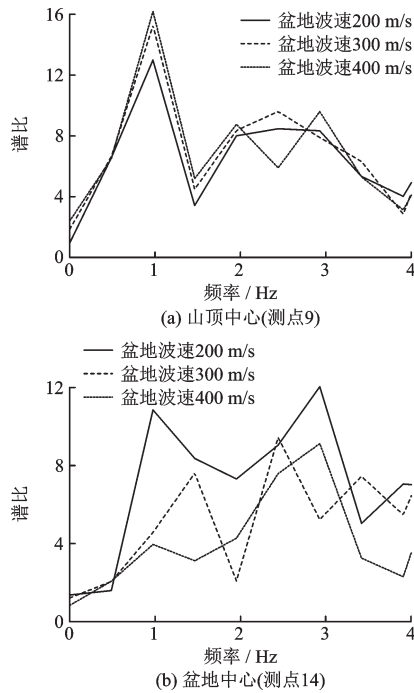 16
12
8
4
0
谱比
盆地波速200 m/s
盆地波速300 m/s
盆地波速400 m/s
0 1 2 3 4
频率 / Hz
(a) 山顶中心(测点9)
盆地波速200 m/s
盆地波速300 m/s
盆地波速400 m/s
12
8
4
0
谱比
0 1 2 3 4
频率 / Hz
(b) 盆地中心(测点14)